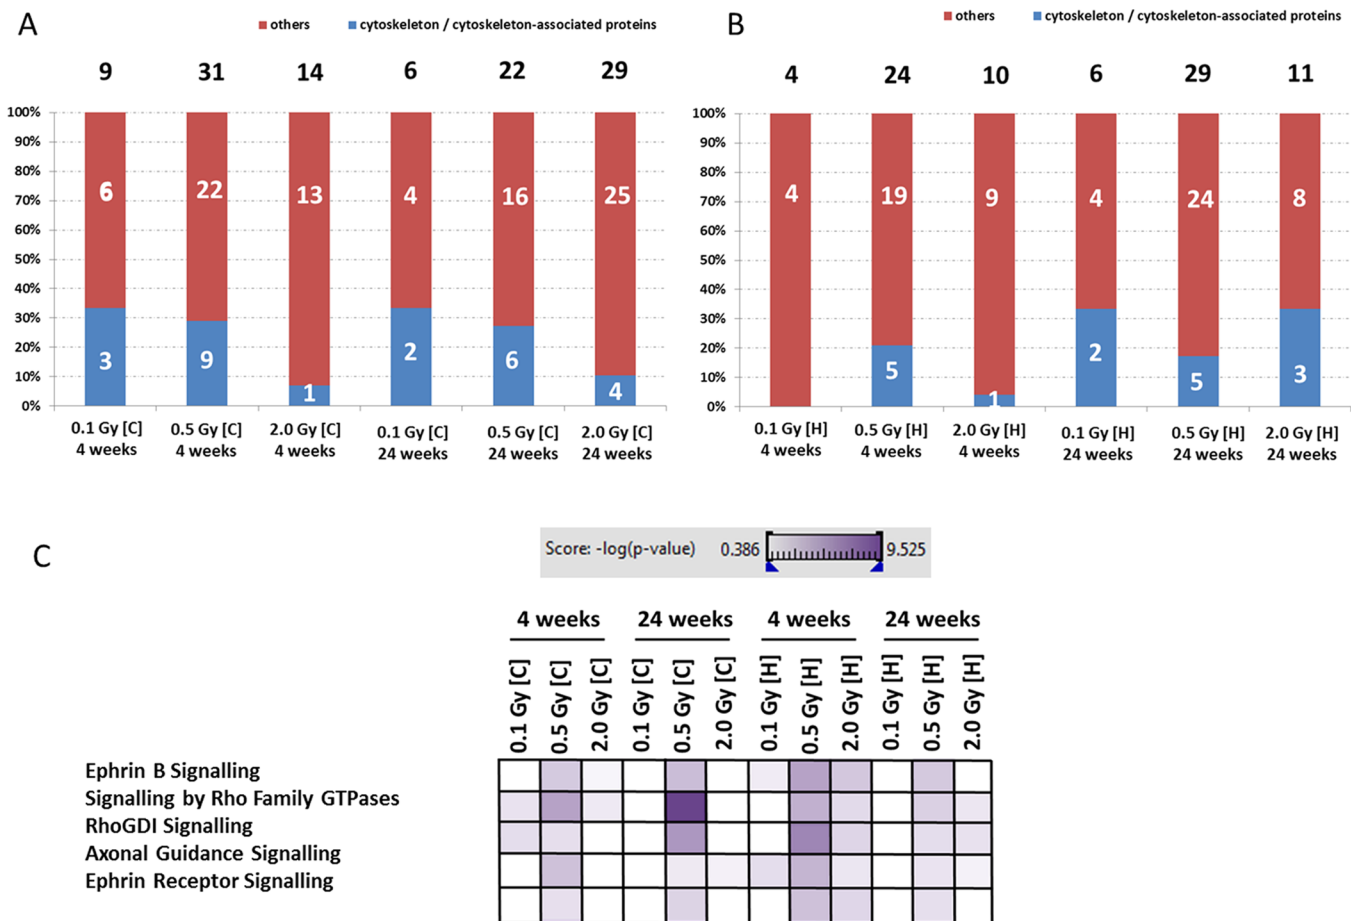 A
others
cytoskeleton / cytoskeleton-associated proteins
9 31 14 6 22 29
100%
90%
80%
70%
60%
50%
40%
30%
20%
10%
0%
6 22 13 4 16 25
3 9 1 2 6 4
0.1 Gy [C] 0.5 Gy [C] 2.0 Gy [C] 0.1 Gy [C] 0.5 Gy [C] 2.0 Gy [C]
4 weeks 4 weeks 4 weeks 24 weeks 24 weeks 24 weeks
B
others
cytoskeleton / cytoskeleton-associated proteins
4 24 10 6 29 11
100%
90%
80%
70%
60%
50%
40%
30%
20%
10%
0%
4 19 9 4 24 8
5 1 2 5 3
0.1 Gy [H] 0.5 Gy [H] 2.0 Gy [H] 0.1 Gy [H] 0.5 Gy [H] 2.0 Gy [H]
4 weeks 4 weeks 4 weeks 24 weeks 24 weeks 24 weeks
C
Score: -log(p-value) 0.386 9.525
4 weeks 24 weeks 4 weeks 24 weeks
0.1 Gy [C]
0.5 Gy [C]
2.0 Gy [C]
0.1 Gy [C]
0.5 Gy [C]
2.0 Gy [C]
0.1 Gy [H]
0.5 Gy [H]
2.0 Gy [H]
0.1 Gy [H]
0.5 Gy [H]
2.0 Gy [H]
Ephrin B Signalling
Signalling by Rho Family GTPases
RhoGDI Signalling
Axonal Guidance Signalling
Ephrin Receptor Signalling